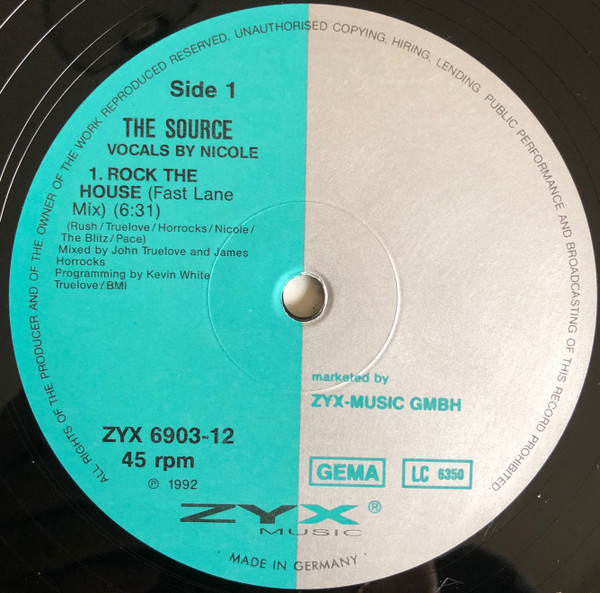 ALL RIGHTS OF THE PRODUCER AND OF THE OWNER OF THE WORK REPRODUCED RESERVED. UNAUTHORISED COPYING, HIRING, LENDING PUBLIC PERFORMANCE AND BROADCASTING OF THIS RECORD PROHIBITED.
Side 1
THE SOURCE
VOCALS BY NICOLE
1. ROCK THE
HOUSE (Fast Lane
Mix) (6:31)
(Rush/Truelove/Horrocks/Nicole/
The Blitz/Pace)
Mixed by John Truelove and James
Horrocks
Programming by Kevin White
Truelove/BMI
marketed by
ZYX-MUSIC GMBH
ZYX 6903-12
45 rpm
℗ 1992
GEMA
LC 6350
ZYX®
MUSIC
MADE IN GERMANY